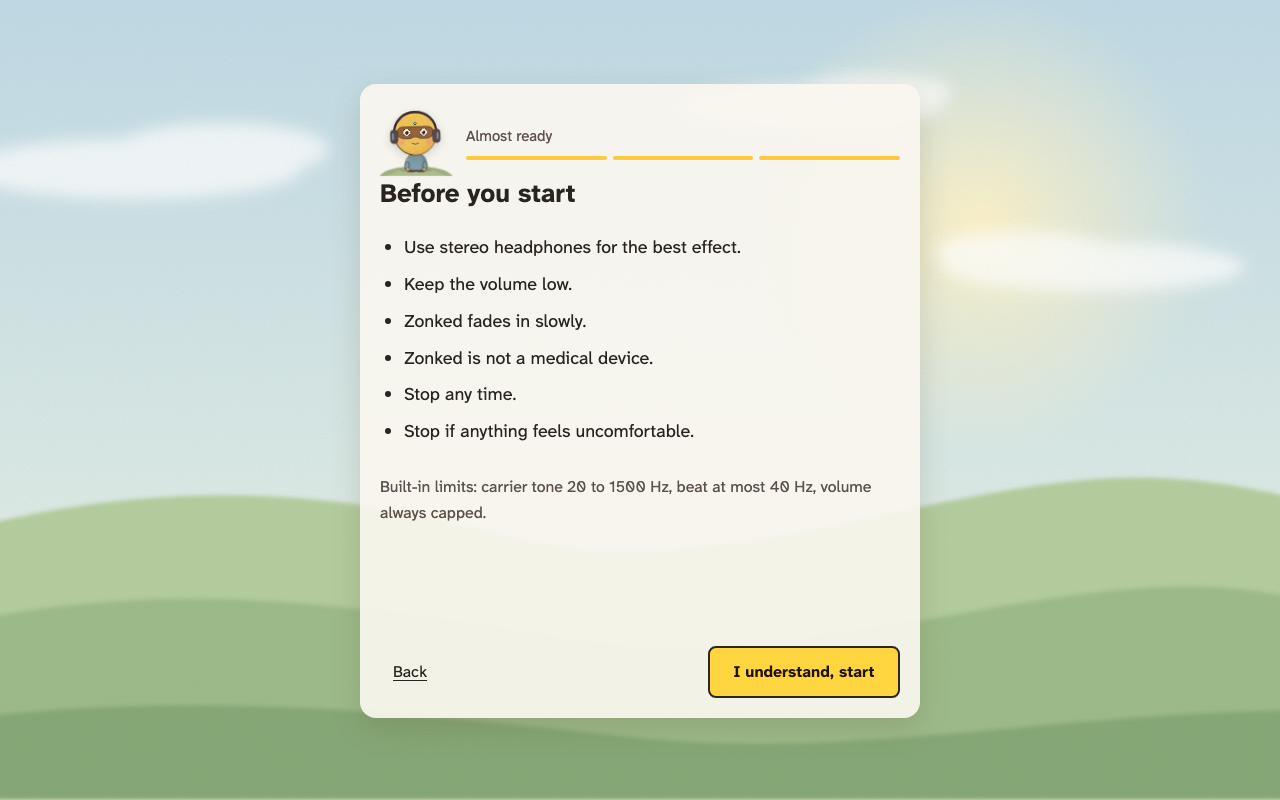 Almost ready
Before you start
Use stereo headphones for the best effect.
Keep the volume low.
Zonked fades in slowly.
Zonked is not a medical device.
Stop any time.
Stop if anything feels uncomfortable.
Built-in limits: carrier tone 20 to 1500 Hz, beat at most 40 Hz, volume
always capped.
Back
I understand, start